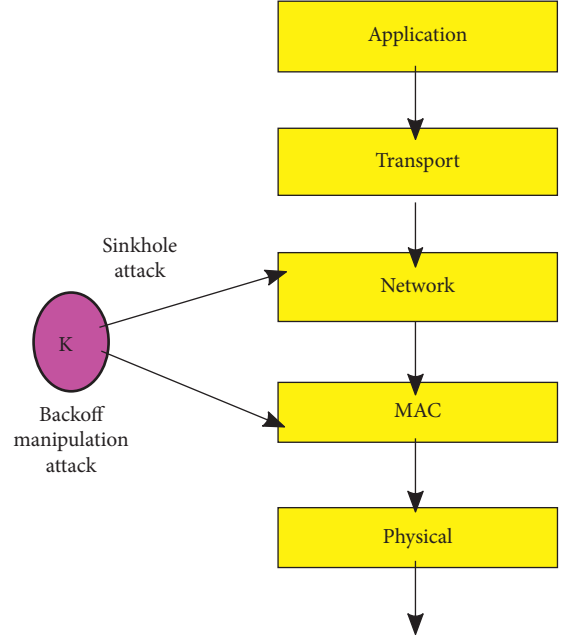 Application
Transport
Sinkhole
attack
Network
K
MAC
Backoff
manipulation
attack
Physical